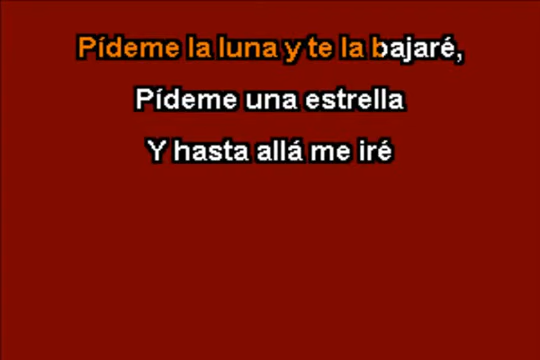 Pídeme la luna y te la bajaré,
Pídeme una estrella
Y hasta allá me iré